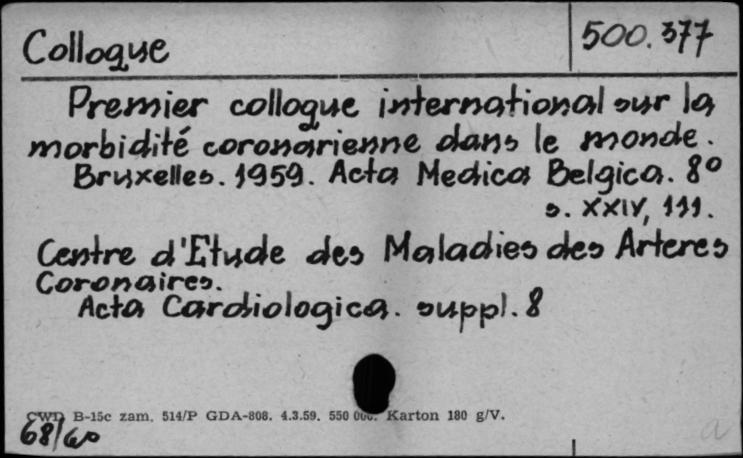 Colloque
500.377
Premier colloque international sur la
morbidité coronarienne dans le monde.
Bruxelles. 1959. Acta Medica Belgica. 8º
s. XXIV, 111.
Centre d'Etude des Maladies des Arteres
Coronaires.
Acta Cardiologica. suppl. 8
CWD B-15c zam. 514/P GDA-808. 4.3.59. 550 000. Karton 180 g/V.
68/60
a